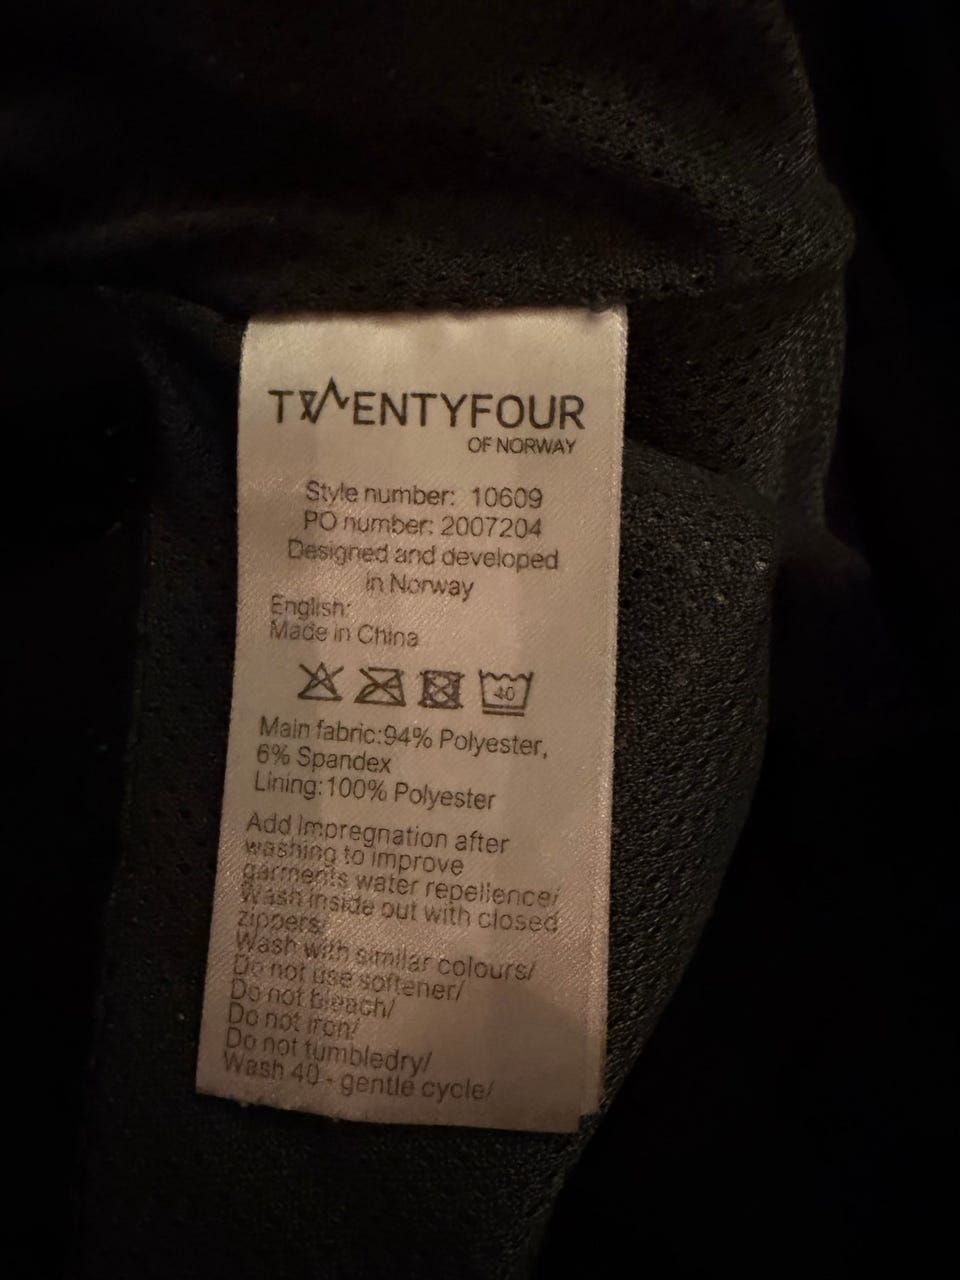 TWENTYFOUR
OF NORWAY
Style number: 10609
PO number: 2007204
Designed and developed
in Norway
English:
Made in China
40
Main fabric:94% Polyester,
6% Spandex
Lining:100% Polyester
Add impregnation after
washing to improve
garments water repellence/
Wash inside out with closed
zippers/
Wash with similar colours/
Do not use softener/
Do not bleach/
Do not iron/
Do not tumbledry/
Wash 40 - gentle cycle/